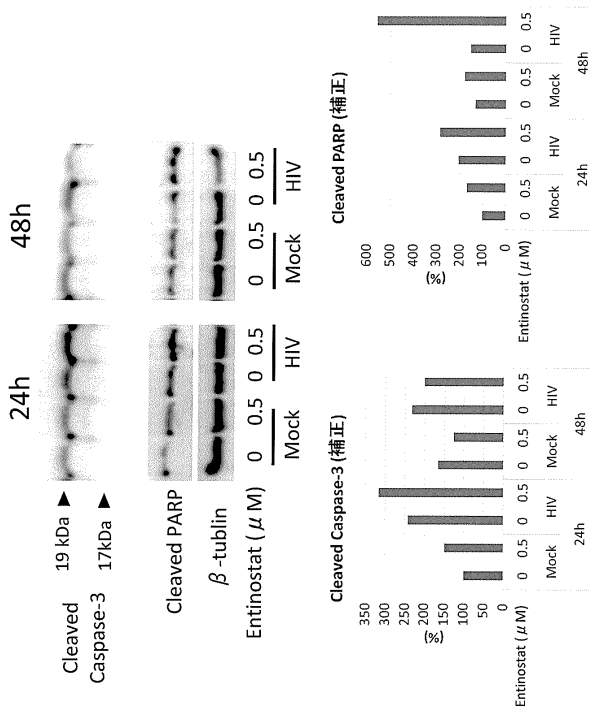 24h 48h
Cleaved
Caspase-3
19 kDa ▶
17kDa ▶
Cleaved PARP
β -tublin
0 0.5 0 0.5 0 0.5 0 0.5
Entinostat ( μ M) Mock HIV Mock HIV
Cleaved Caspase-3 (補正)
(%)
350
300
250
200
150
100
50
0
Entinostat ( μ M) 0 0.5 0 0.5 0 0.5 0 0.5
Mock HIV Mock HIV
24h 48h
Cleaved PARP (補正)
(%)
600
500
400
300
200
100
0
Entinostat ( μ M) 0 0.5 0 0.5 0 0.5 0 0.5
Mock HIV Mock HIV
24h 48h